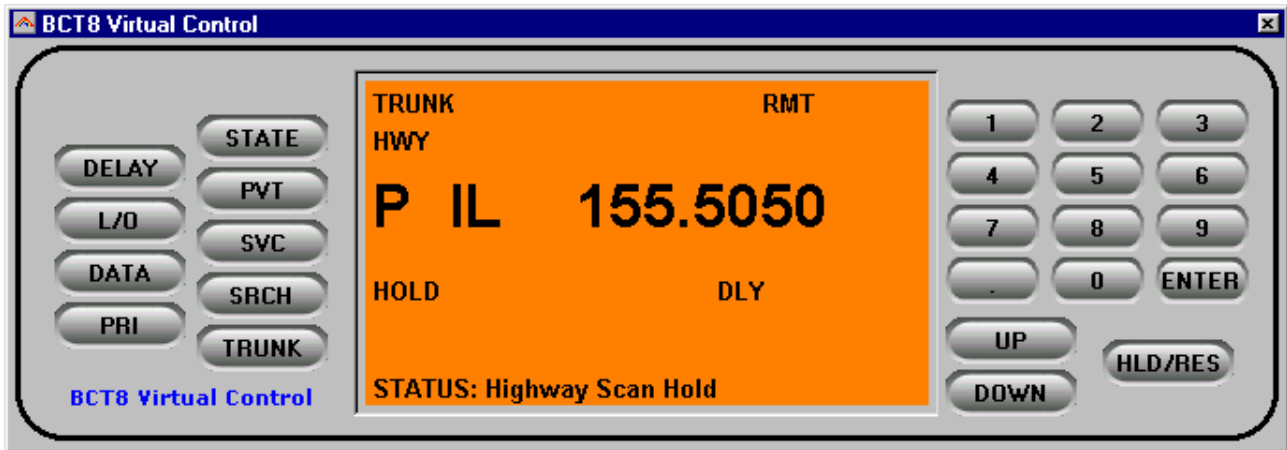 BCT8 Virtual Control
DELAY
L/O
DATA
PRI
STATE
PVT
SVC
SRCH
TRUNK
BCT8 Virtual Control
TRUNK RMT
HWY
P IL 155.5050
HOLD DLY
STATUS: Highway Scan Hold
1 2 3
4 5 6
7 8 9
. 0 ENTER
UP
DOWN
HLD/RES